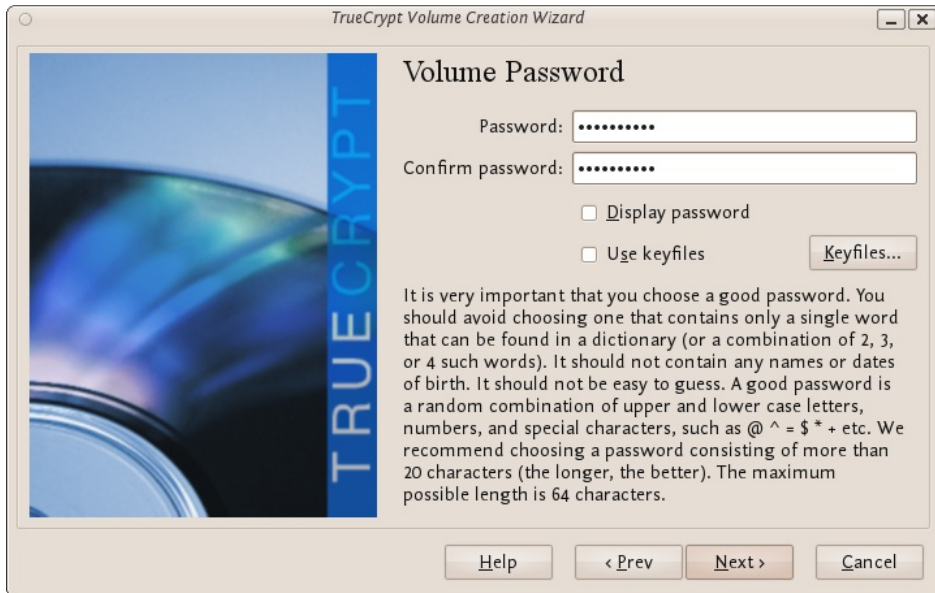 TrueCrypt Volume Creation Wizard
TRUECRYPT
Volume Password
Password: ••••••••••
Confirm password: ••••••••••
Display password
Use keyfiles
Keyfiles...
It is very important that you choose a good password. You
should avoid choosing one that contains only a single word
that can be found in a dictionary (or a combination of 2, 3,
or 4 such words). It should not contain any names or dates
of birth. It should not be easy to guess. A good password is
a random combination of upper and lower case letters,
numbers, and special characters, such as @ ^ = $ * + etc. We
recommend choosing a password consisting of more than
20 characters (the longer, the better). The maximum
possible length is 64 characters.
Help < Prev Next > Cancel